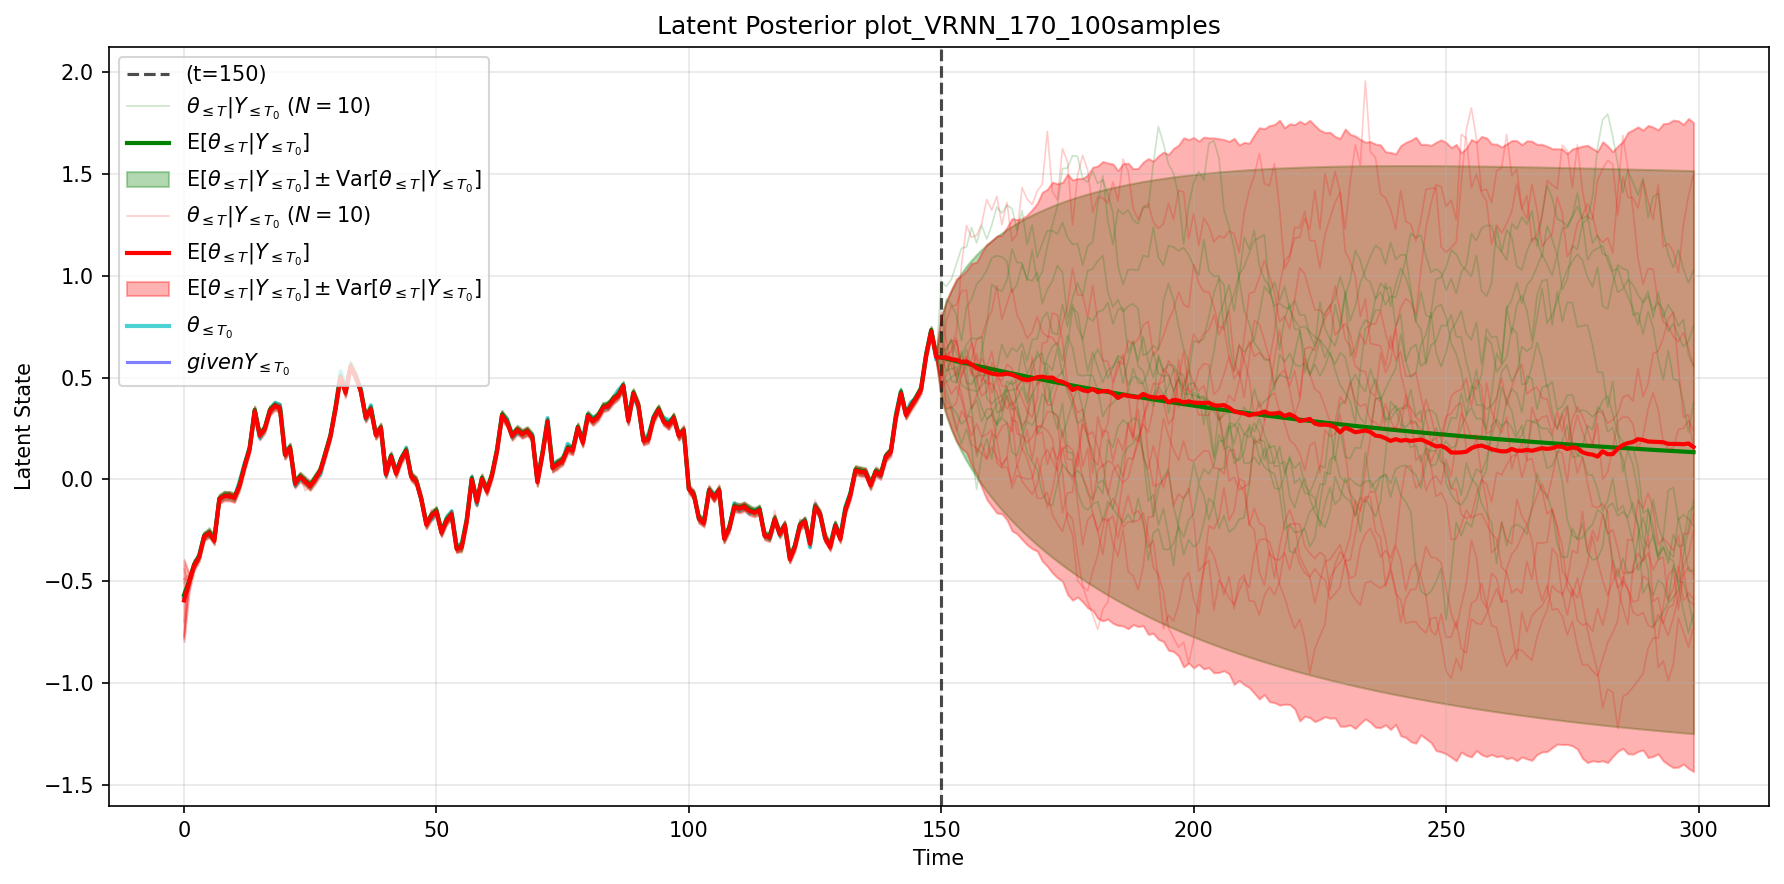 Latent Posterior plot_VRNN_170_100samples
(t=150)
θ≤T|Y≤T₀ (N = 10)
E[θ≤T|Y≤T₀]
E[θ≤T|Y≤T₀] ± Var[θ≤T|Y≤T₀]
θ≤T|Y≤T₀ (N = 10)
E[θ≤T|Y≤T₀]
E[θ≤T|Y≤T₀] ± Var[θ≤T|Y≤T₀]
θ≤T₀
givenY≤T₀
Latent State
2.0
1.5
1.0
0.5
0.0
−0.5
−1.0
−1.5
0 50 100 150 200 250 300
Time